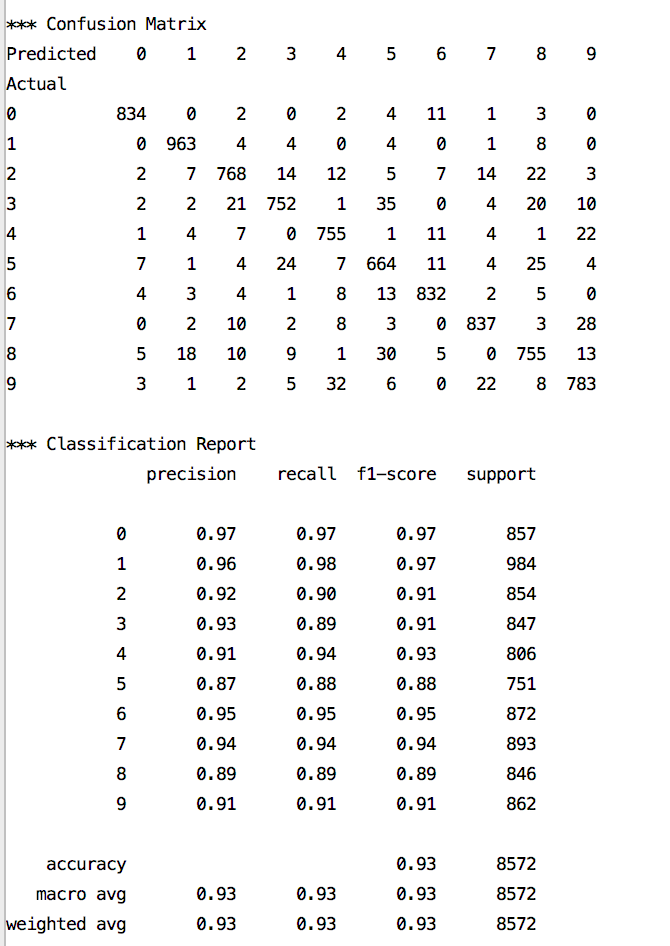 *** Confusion Matrix
Predicted    0    1    2    3    4    5    6    7    8    9
Actual
0          834    0    2    0    2    4   11    1    3    0
1            0  963    4    4    0    4    0    1    8    0
2            2    7  768   14   12    5    7   14   22    3
3            2    2   21  752    1   35    0    4   20   10
4            1    4    7    0  755    1   11    4    1   22
5            7    1    4   24    7  664   11    4   25    4
6            4    3    4    1    8   13  832    2    5    0
7            0    2   10    2    8    3    0  837    3   28
8            5   18   10    9    1   30    5    0  755   13
9            3    1    2    5   32    6    0   22    8  783
*** Classification Report
              precision    recall  f1-score   support
           0       0.97      0.97      0.97       857
           1       0.96      0.98      0.97       984
           2       0.92      0.90      0.91       854
           3       0.93      0.89      0.91       847
           4       0.91      0.94      0.93       806
           5       0.87      0.88      0.88       751
           6       0.95      0.95      0.95       872
           7       0.94      0.94      0.94       893
           8       0.89      0.89      0.89       846
           9       0.91      0.91      0.91       862
    accuracy                           0.93      8572
   macro avg       0.93      0.93      0.93      8572
weighted avg       0.93      0.93      0.93      8572